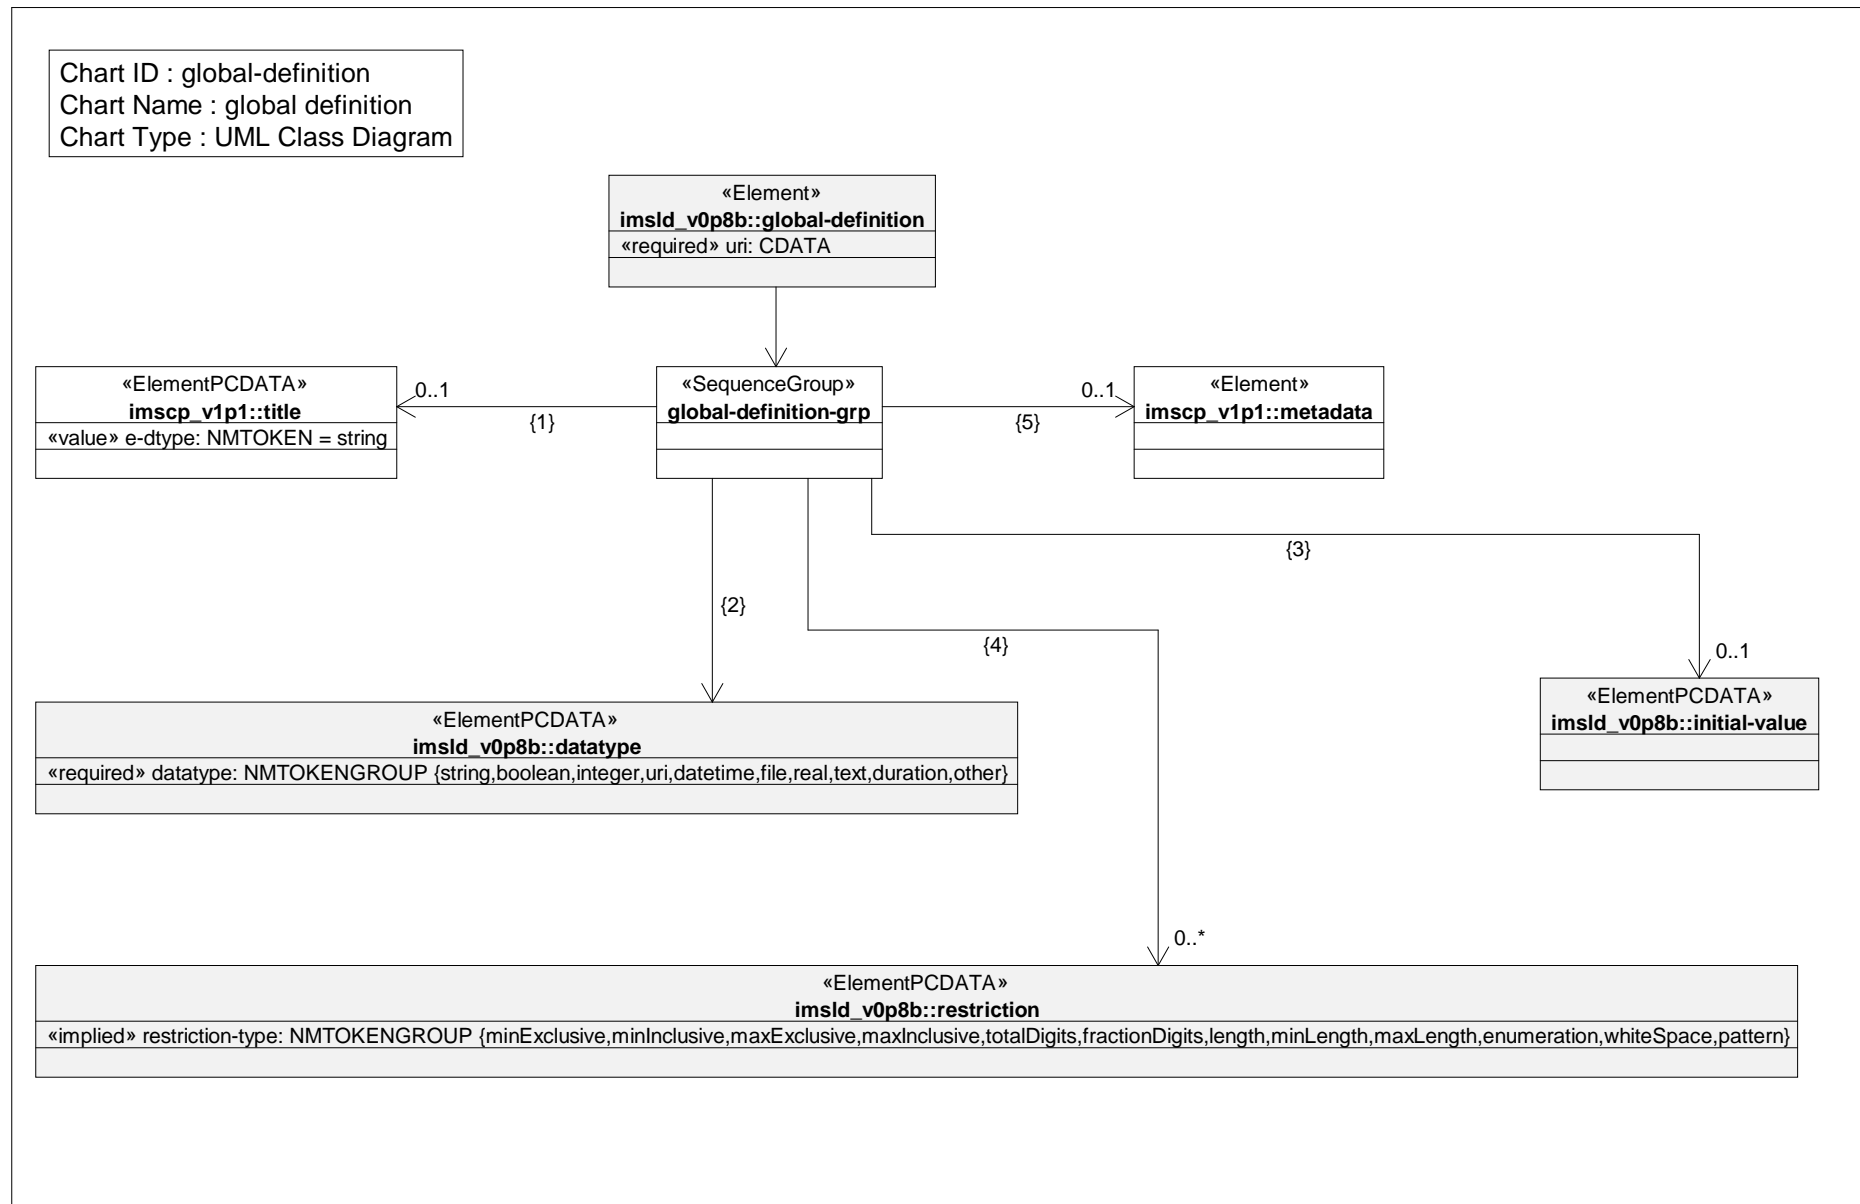 Chart ID : global-definition
Chart Name : global definition
Chart Type : UML Class Diagram
«Element»
imsld_v0p8b::global-definition
«required» uri: CDATA
«ElementPCDATA»
imscp_v1p1::title
«value» e-dtype: NMTOKEN = string
0..1
{1}
«SequenceGroup»
global-definition-grp
0..1
{5}
«Element»
imscp_v1p1::metadata
{3}
{2}
{4}
0..1
«ElementPCDATA»
imsld_v0p8b::initial-value
«ElementPCDATA»
imsld_v0p8b::datatype
«required» datatype: NMTOKENGROUP {string,boolean,integer,uri,datetime,file,real,text,duration,other}
0..*
«ElementPCDATA»
imsld_v0p8b::restriction
«implied» restriction-type: NMTOKENGROUP {minExclusive,minInclusive,maxExclusive,maxInclusive,totalDigits,fractionDigits,length,minLength,maxLength,enumeration,whiteSpace,pattern}